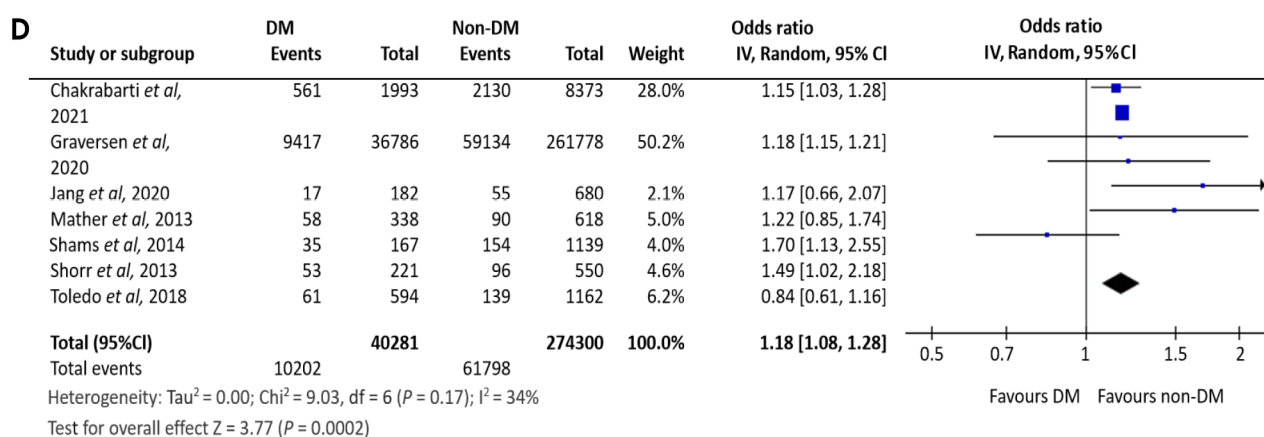 D
DM Non-DM Odds ratio Odds ratio
Study or subgroup Events Total Events Total Weight IV, Random, 95% CI IV, Random, 95%CI
Chakrabarti et al, 561 1993 2130 8373 28.0% 1.15 [1.03, 1.28]
2021
Graversen et al, 9417 36786 59134 261778 50.2% 1.18 [1.15, 1.21]
2020
Jang et al, 2020 17 182 55 680 2.1% 1.17 [0.66, 2.07]
Mather et al, 2013 58 338 90 618 5.0% 1.22 [0.85, 1.74]
Shams et al, 2014 35 167 154 1139 4.0% 1.70 [1.13, 2.55]
Shorr et al, 2013 53 221 96 550 4.6% 1.49 [1.02, 2.18]
Toledo et al, 2018 61 594 139 1162 6.2% 0.84 [0.61, 1.16]
Total (95%CI) 40281 274300 100.0% 1.18 [1.08, 1.28]
0.5 0.7 1 1.5 2
Total events 10202 61798
Heterogeneity: Tau² = 0.00; Chi² = 9.03, df = 6 (P = 0.17); I² = 34%
Favours DM Favours non-DM
Test for overall effect Z = 3.77 (P = 0.0002)